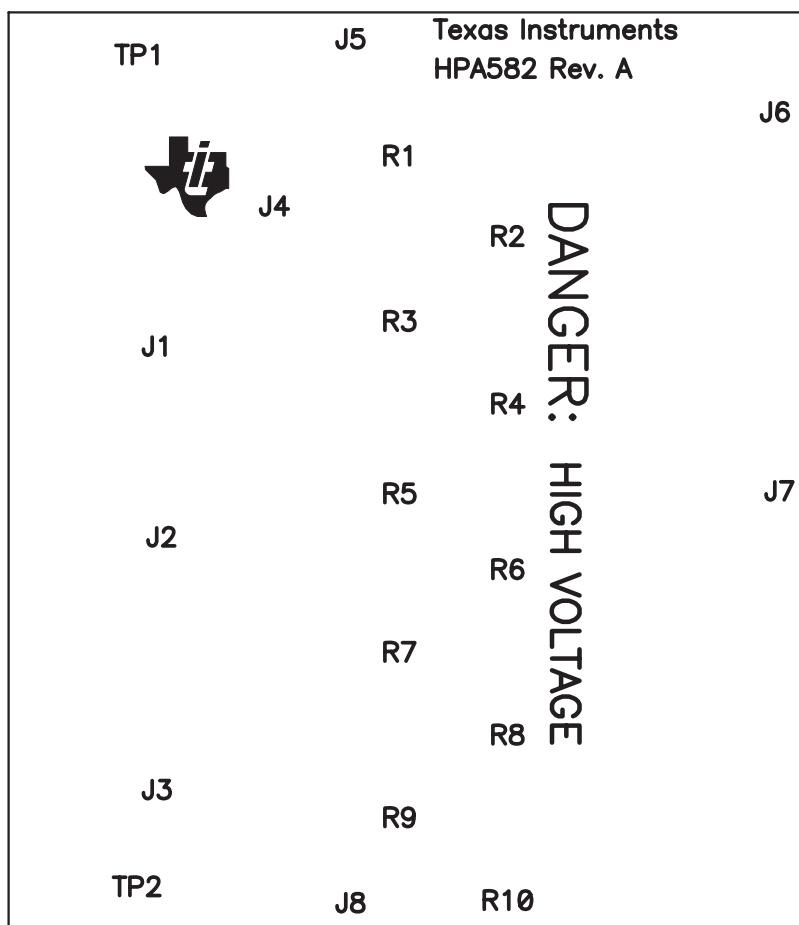 Texas Instruments
HPA582 Rev. A
TP1
J5
J6
R1
J4
R2
R3
J1
R4
DANGER: HIGH VOLTAGE
R5
J7
J2
R6
R7
R8
J3
R9
TP2
J8
R10